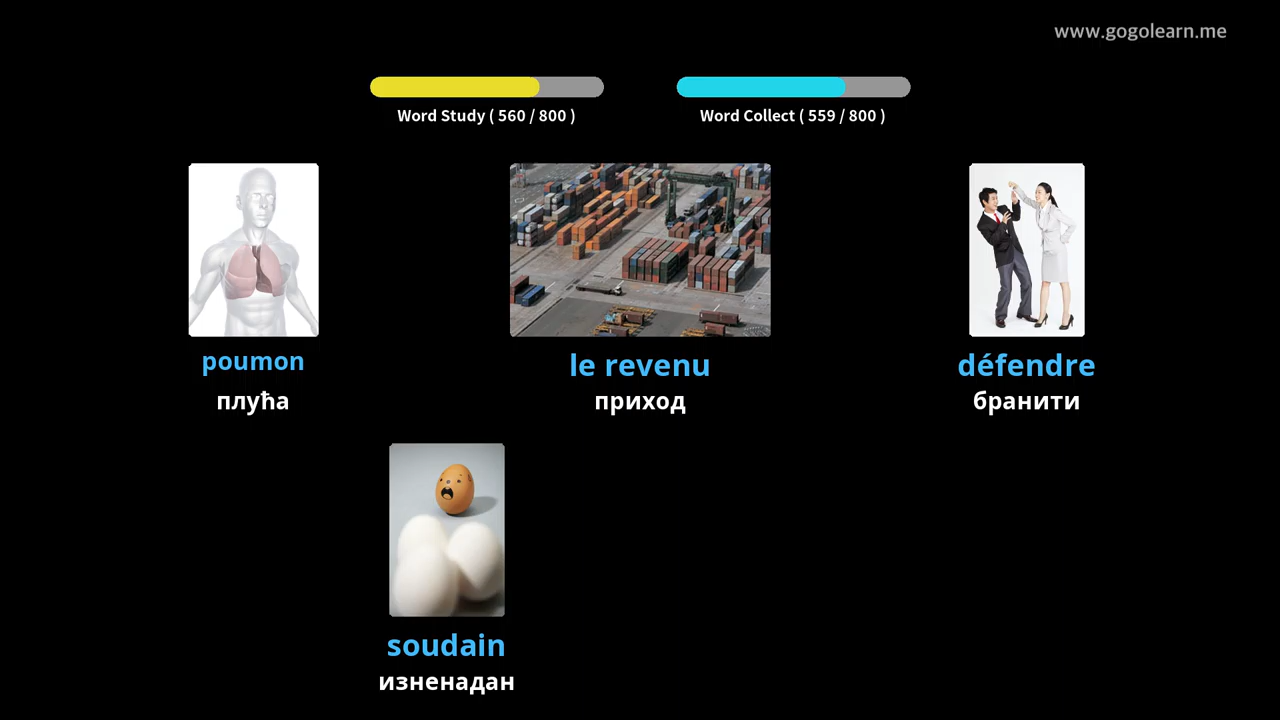 www.gogolearn.me
Word Study ( 560 / 800 )
Word Collect ( 559 / 800 )
poumon
плућа
le revenu
приход
défendre
бранити
soudain
изненадан